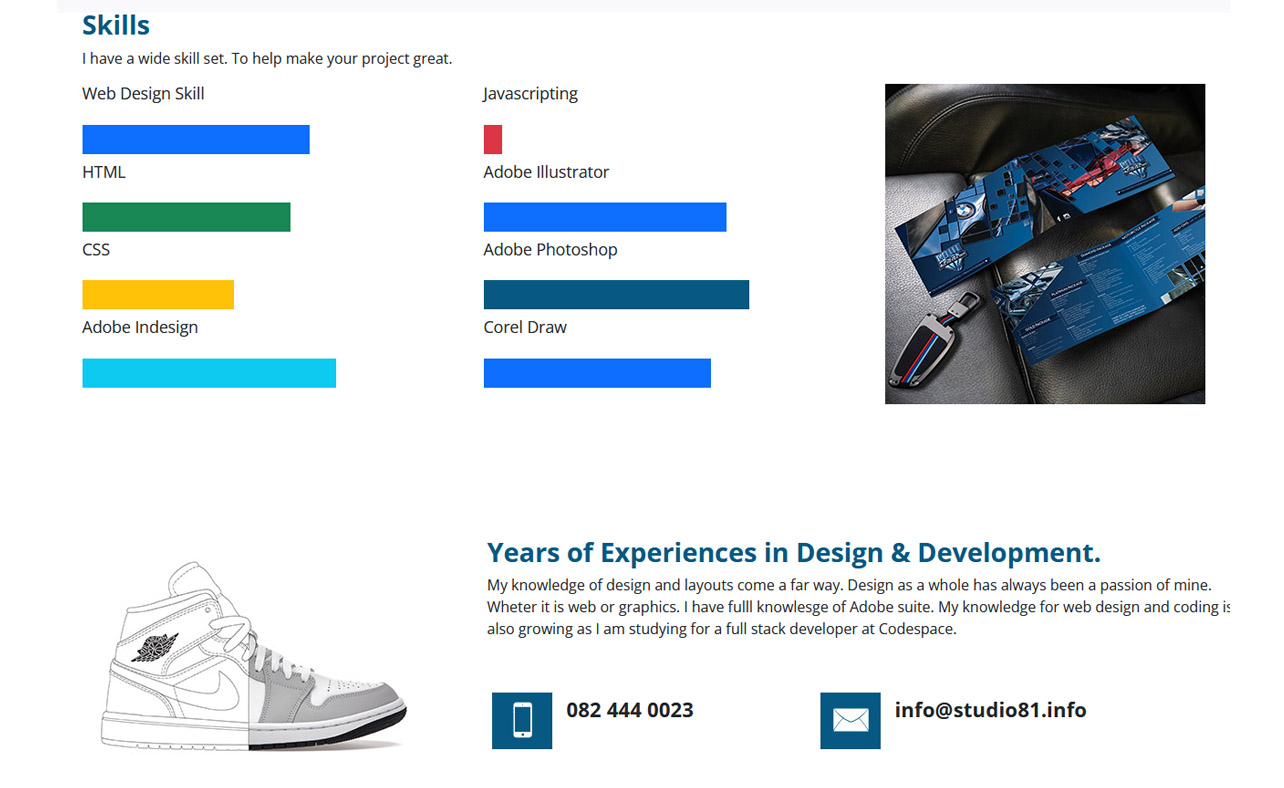 Skills
I have a wide skill set. To help make your project great.
Web Design Skill
HTML
CSS
Adobe Indesign
Javascripting
Adobe Illustrator
Adobe Photoshop
Corel Draw
Years of Experiences in Design & Development.
My knowledge of design and layouts come a far way. Design as a whole has always been a passion of mine.
Wheter it is web or graphics. I have fulll knowlesge of Adobe suite. My knowledge for web design and coding is
also growing as I am studying for a full stack developer at Codespace.
082 444 0023
info@studio81.info